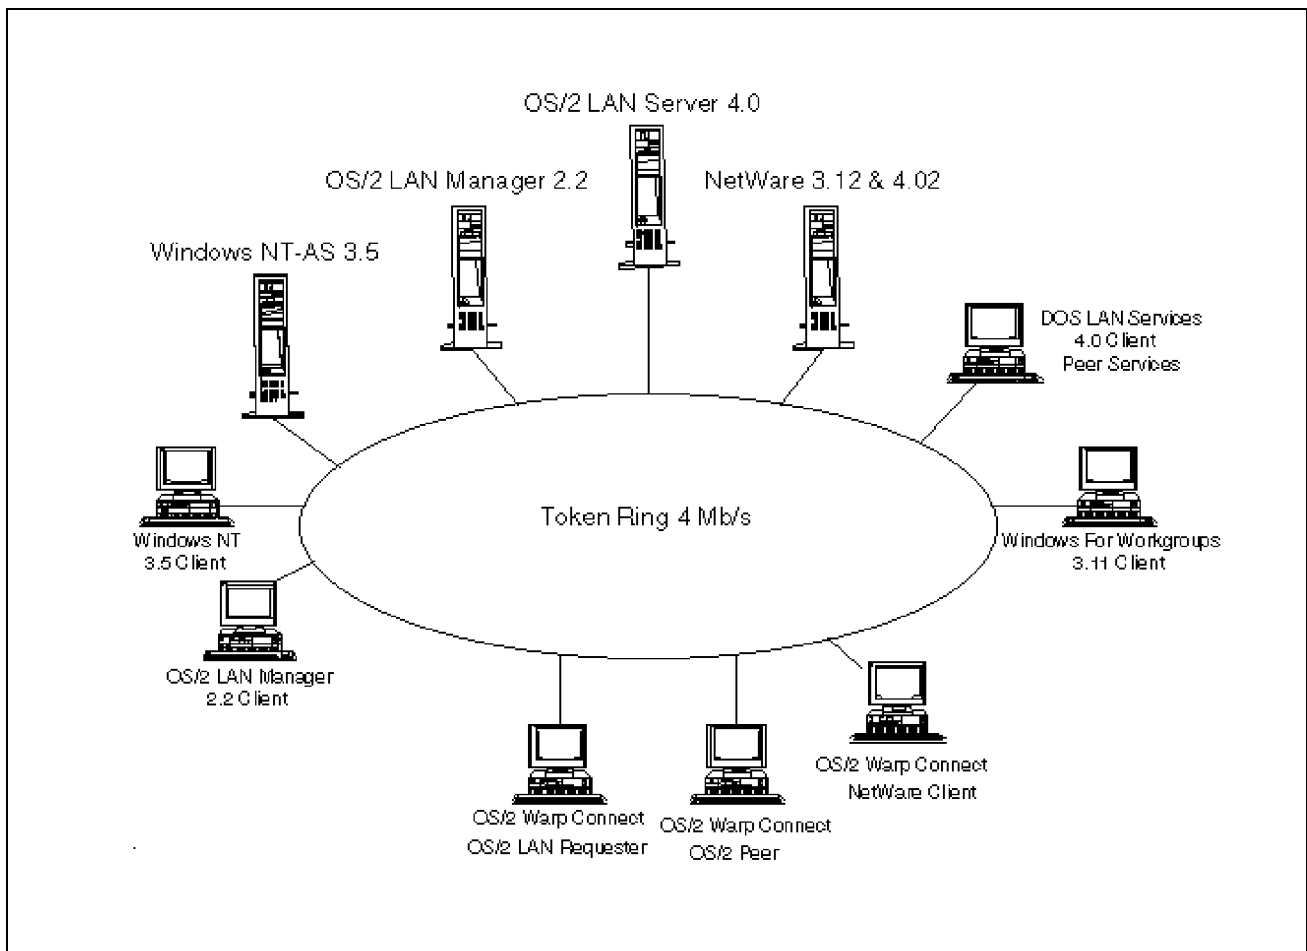 OS/2 LAN Server 4.0
OS/2 LAN Manager 2.2
NetWare 3.12 & 4.02
Windows NT-AS 3.5
DOS LAN Services
4.0 Client
Peer Services
Token Ring 4 Mb/s
Windows NT
3.5 Client
Windows For Workgroups
3.11 Client
OS/2 LAN Manager
2.2 Client
OS/2 Warp Connect
NetWare Client
OS/2 Warp Connect
OS/2 LAN Requester
OS/2 Warp Connect
OS/2 Peer